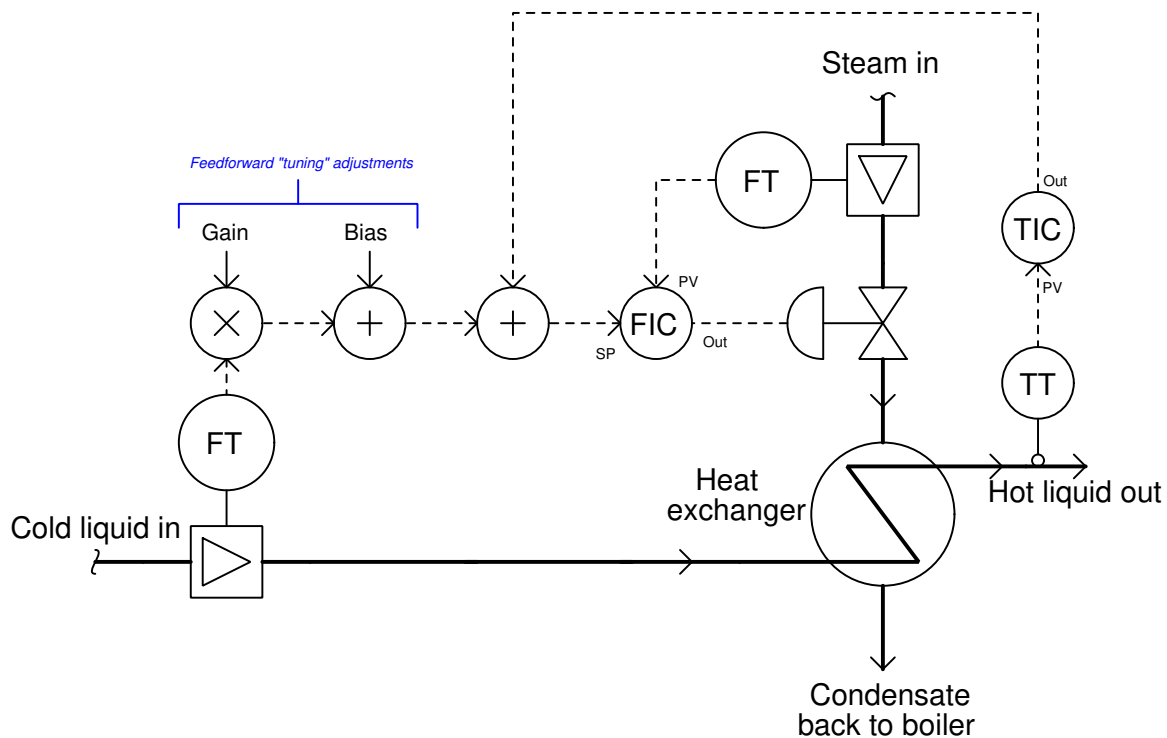 Steam in
Feedforward "tuning" adjustments
FT
Out
Gain
Bias
TIC
PV
PV
×
+
+
FIC
SP
Out
TT
FT
Heat
exchanger
Hot liquid out
Cold liquid in
Condensate
back to boiler